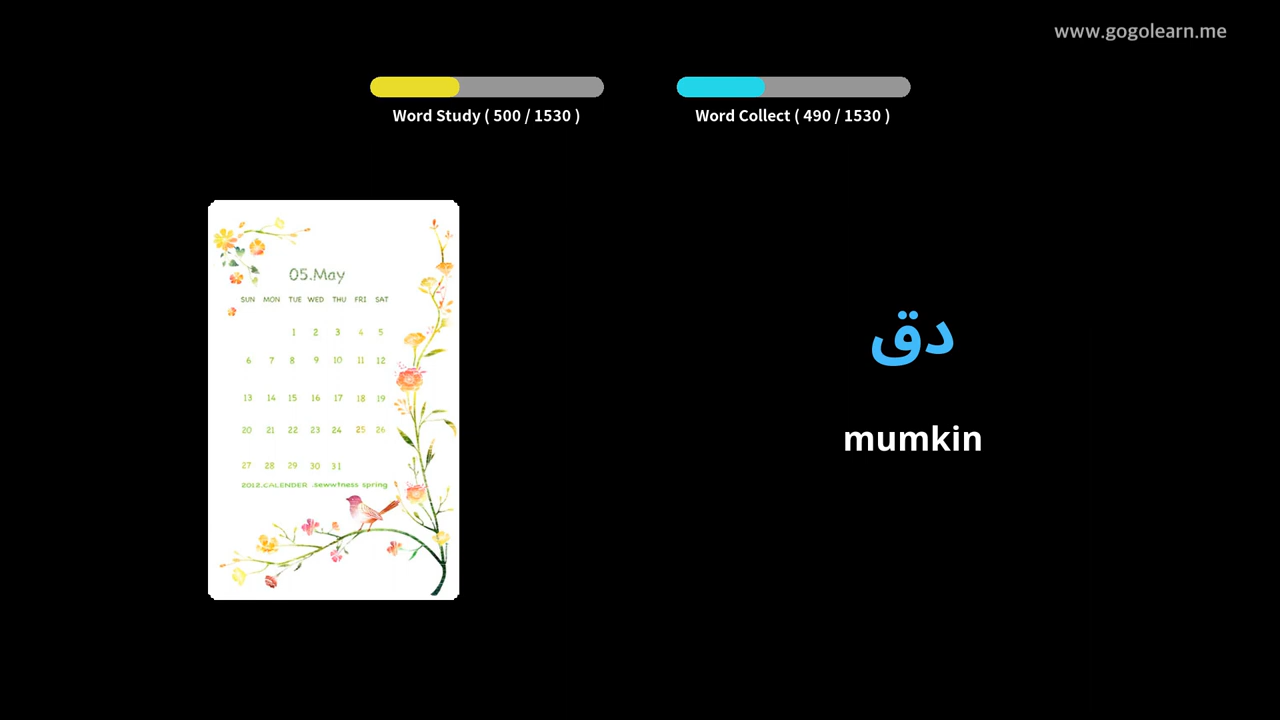 www.gogolearn.me
Word Study ( 500 / 1530 )
Word Collect ( 490 / 1530 )
05.May
SUN MON TUE WED THU FRI SAT
1 2 3 4 5
6 7 8 9 10 11 12
13 14 15 16 17 18 19
20 21 22 23 24 25 26
27 28 29 30 31
2012.CALENDER .sewwtness spring
دق
mumkin